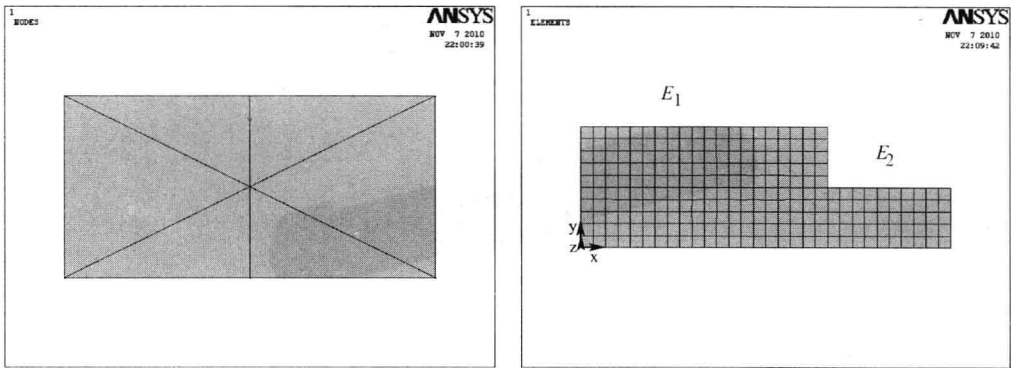 1
NODES
ANSYS
NOV 7 2010
22:00:39
1
ELEMENTS
ANSYS
NOV 7 2010
22:09:42
E1
E2
y
z
x